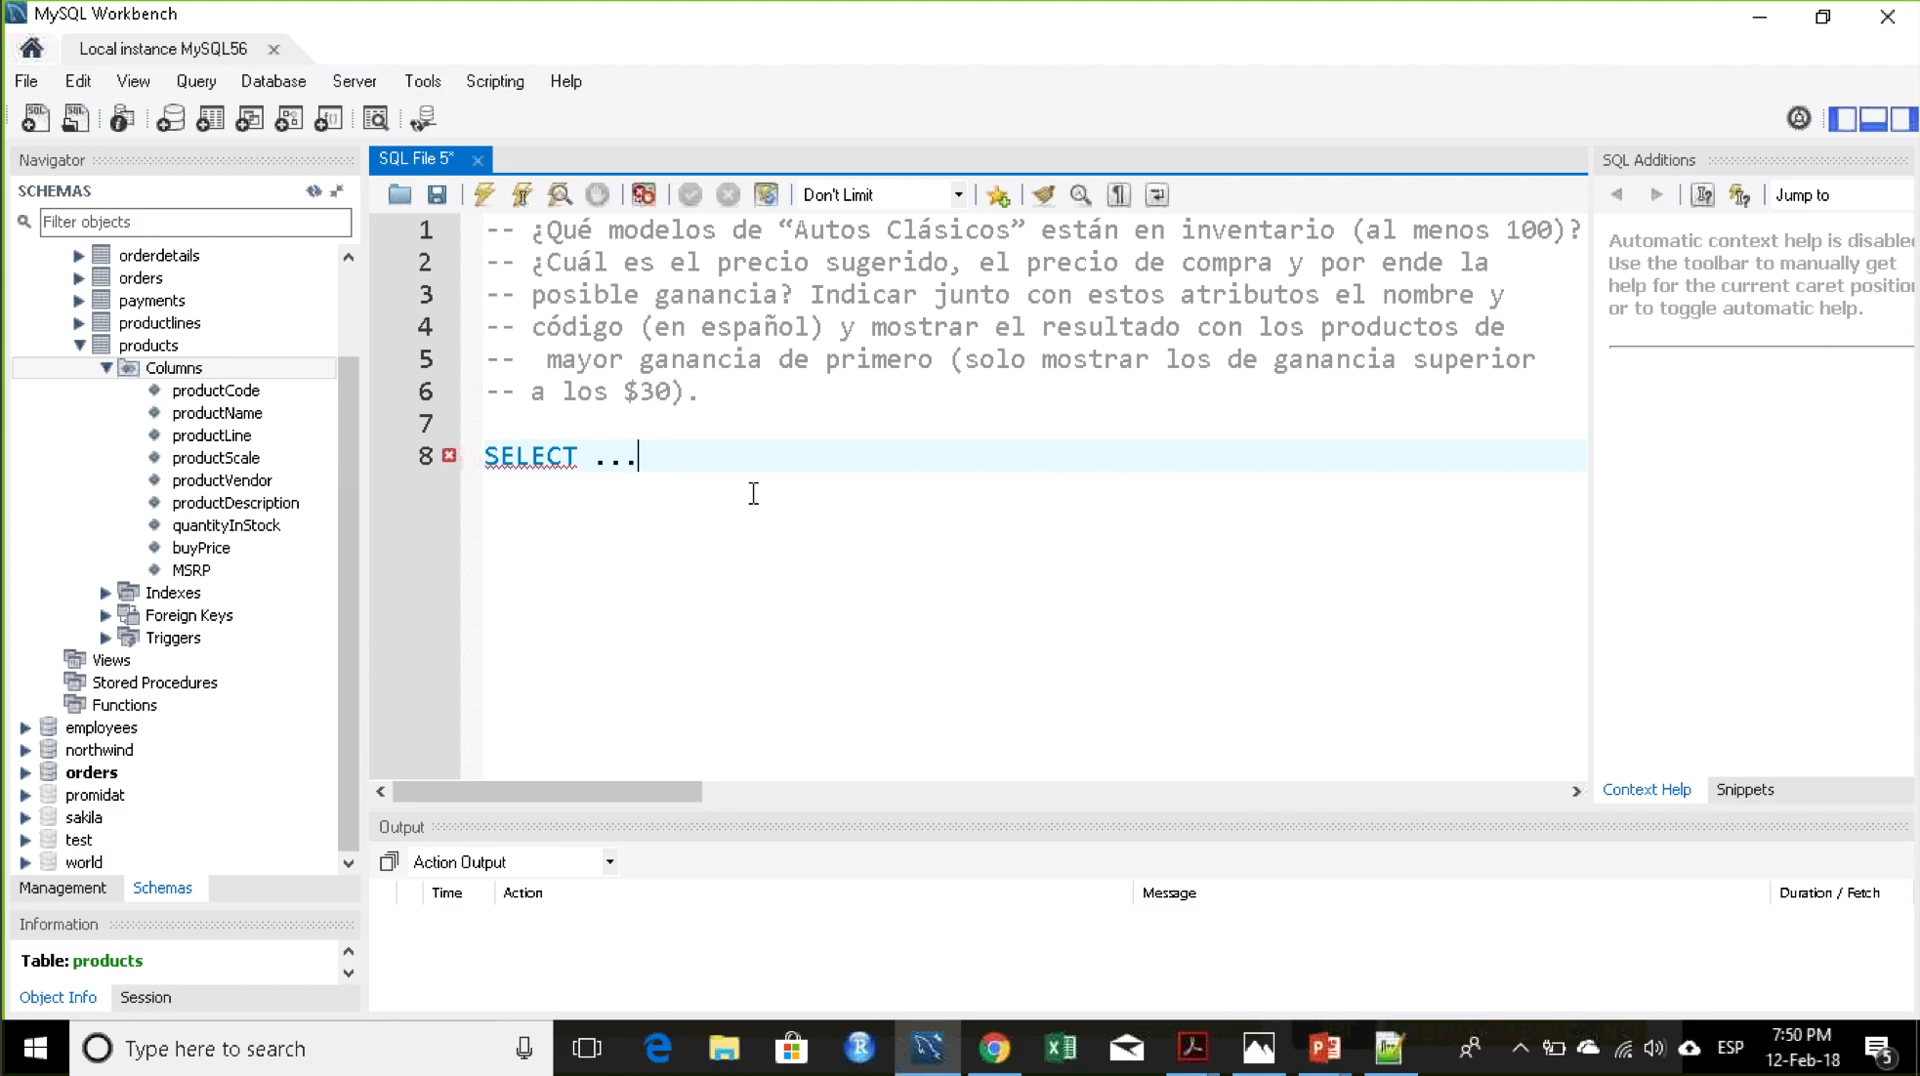 MySQL Workbench
Local instance MySQL56
File Edit View Query Database Server Tools Scripting Help
Navigator
SCHEMAS
Filter objects
orderdetails
orders
payments
productlines
products
Columns
productCode
productName
productLine
productScale
productVendor
productDescription
quantityInStock
buyPrice
MSRP
Indexes
Foreign Keys
Triggers
Views
Stored Procedures
Functions
employees
northwind
orders
promidat
sakila
test
world
Management Schemas
Information
Table: products
Object Info Session
SQL File 5*
Don't Limit
1 -- ¿Qué modelos de “Autos Clásicos” están en inventario (al menos 100)?
2 -- ¿Cuál es el precio sugerido, el precio de compra y por ende la
3 -- posible ganancia? Indicar junto con estos atributos el nombre y
4 -- código (en español) y mostrar el resultado con los productos de
5 --  mayor ganancia de primero (solo mostrar los de ganancia superior
6 -- a los $30).
7
8 SELECT ...
SQL Additions
Jump to
Automatic context help is disabled
Use the toolbar to manually get
help for the current caret position
or to toggle automatic help.
Context Help Snippets
Output
Action Output
Time Action Message Duration / Fetch
Type here to search
ESP
7:50 PM
12-Feb-18
5